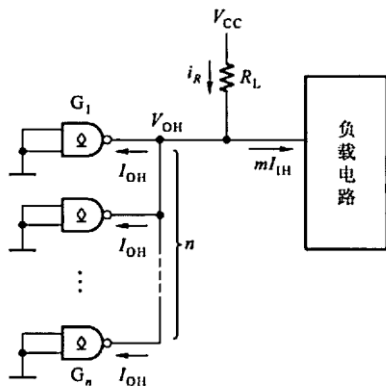 V_CC
i_R
R_L
G_1
V_OH
I_OH
mI_IH
负载电路
I_OH
n
⋮
I_OH
G_n